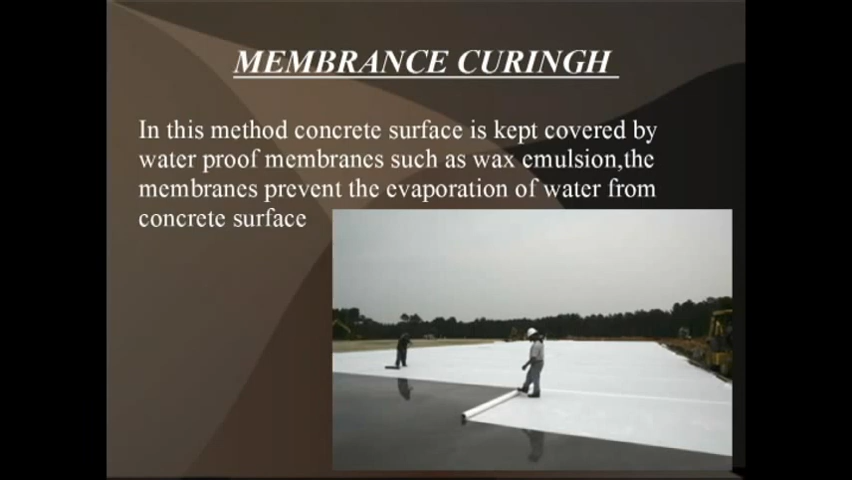 MEMBRANCE CURINGH
In this method concrete surface is kept covered by
water proof membranes such as wax emulsion,the
membranes prevent the evaporation of water from
concrete surface